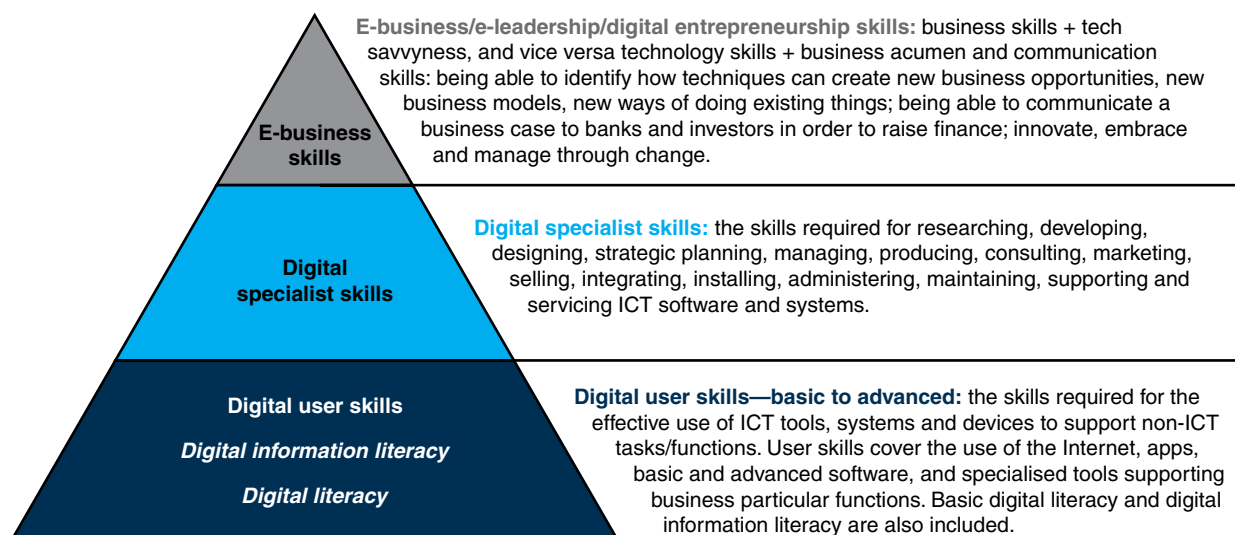 E-business/e-leadership/digital entrepreneurship skills: business skills + tech
savvyness, and vice versa technology skills + business acumen and communication
skills: being able to identify how techniques can create new business opportunities, new
business models, new ways of doing existing things; being able to communicate a
business case to banks and investors in order to raise finance; innovate, embrace
and manage through change.
E-business
skills
Digital specialist skills: the skills required for researching, developing,
designing, strategic planning, managing, producing, consulting, marketing,
selling, integrating, installing, administering, maintaining, supporting and
servicing ICT software and systems.
Digital
specialist skills
Digital user skills—basic to advanced: the skills required for the
effective use of ICT tools, systems and devices to support non-ICT
tasks/functions. User skills cover the use of the Internet, apps,
basic and advanced software, and specialised tools supporting
business particular functions. Basic digital literacy and digital
information literacy are also included.
Digital user skills
Digital information literacy
Digital literacy